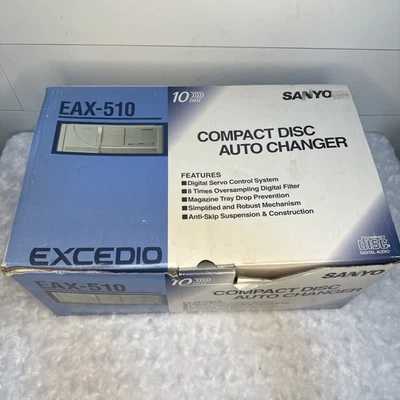 EAX-510
10 DISC
SANYO
COMPACT DISC
AUTO CHANGER
FEATURES
■Digital Servo Control System
■8 Times Oversampling Digital Filter
■Magazine Tray Drop Prevention
■Simplified and Robust Mechanism
■Anti-Skip Suspension & Construction
EXCEDIO
COMPACT
disc
DIGITAL AUDIO
EAX-510
10 DISC
SANYO
COMPACT DISC
AUTO CHANGER
FEATURES